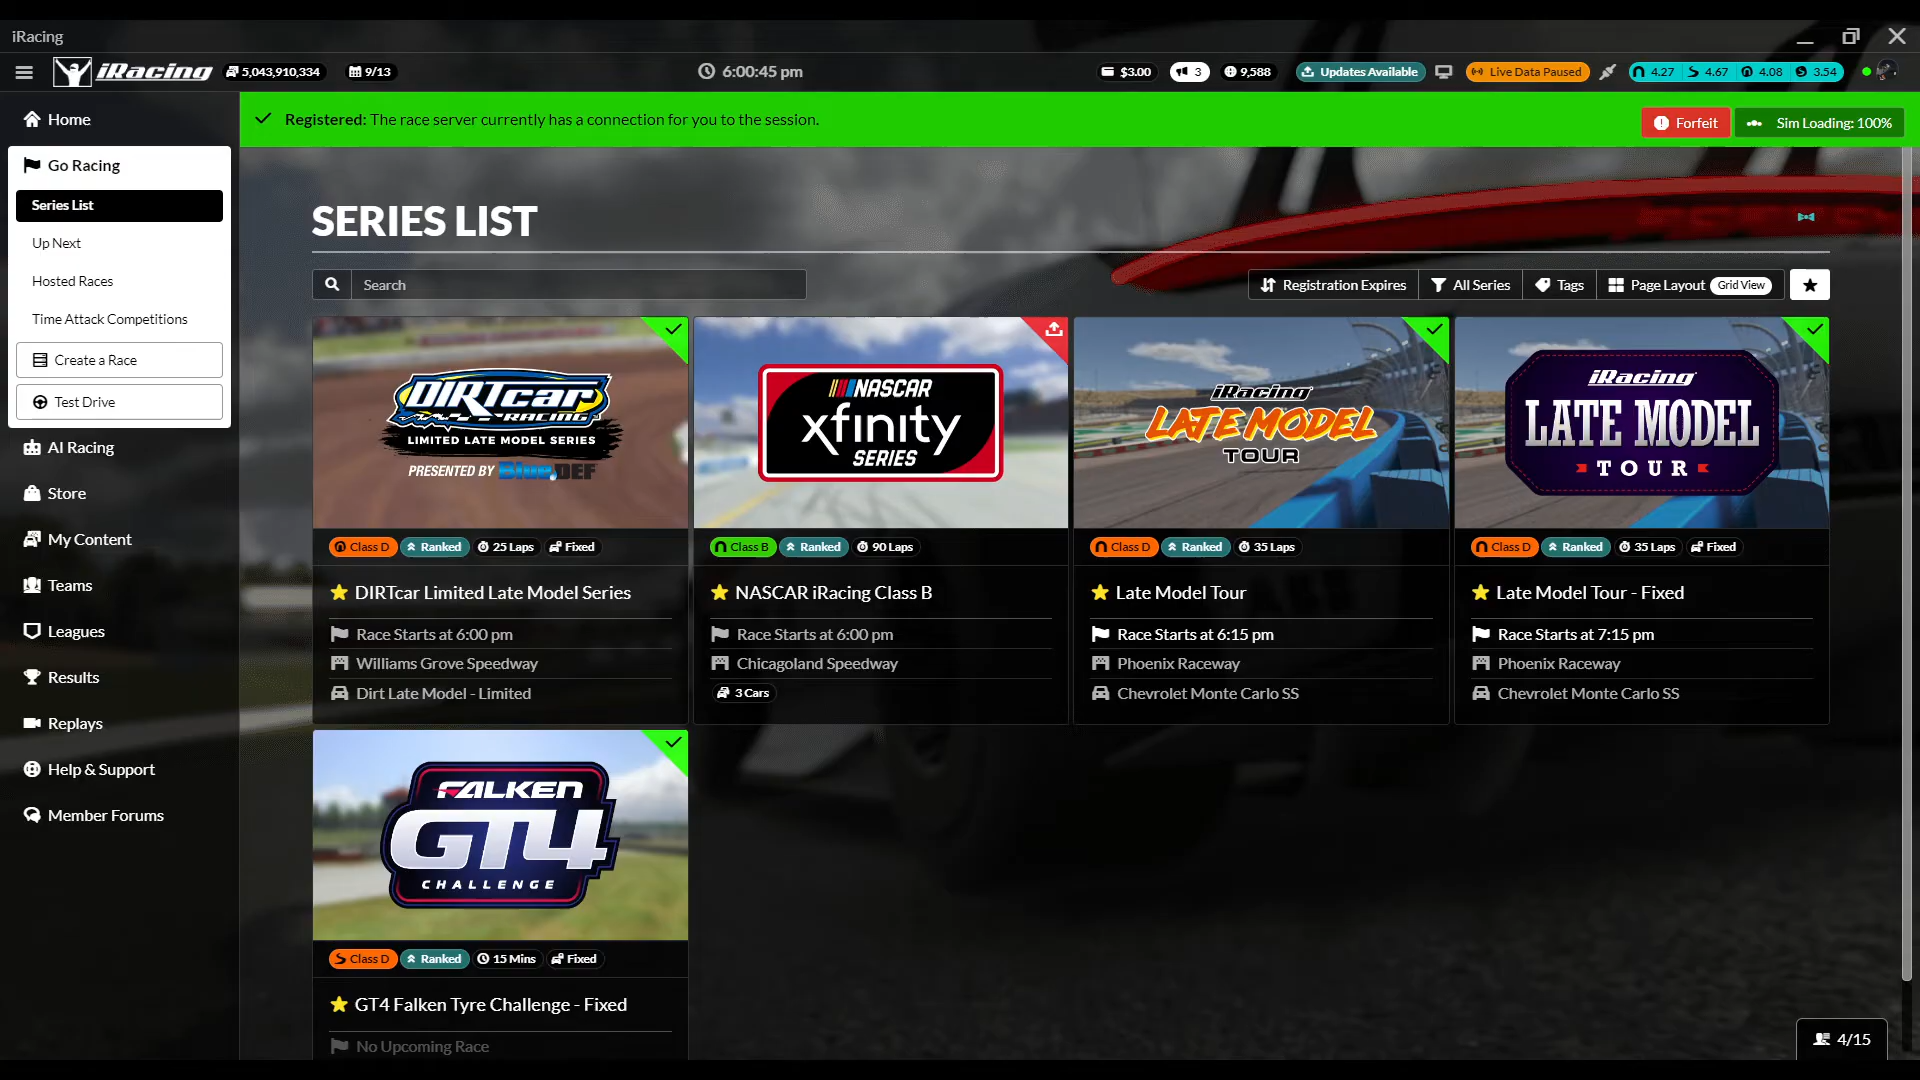 iRacing
iRacing 5,043,910,334 9/13 6:00:45 pm $3.00 3 9,588 Updates Available Live Data Paused 4.27 4.67 4.08 3.54
Registered: The race server currently has a connection for you to the session. Forfeit Sim Loading: 100%
Home
Go Racing
Series List
Up Next
Hosted Races
Time Attack Competitions
Create a Race
Test Drive
AI Racing
Store
My Content
Teams
Leagues
Results
Replays
Help & Support
Member Forums
SERIES LIST
Search Registration Expires All Series Tags Page Layout Grid View
DIRTcar
RACING
LIMITED LATE MODEL SERIES
PRESENTED BY BlueDEF
Class D Ranked 25 Laps Fixed
DIRTcar Limited Late Model Series
Race Starts at 6:00 pm
Williams Grove Speedway
Dirt Late Model - Limited
NASCAR
xfinity
SERIES
Class B Ranked 90 Laps
NASCAR iRacing Class B
Race Starts at 6:00 pm
Chicagoland Speedway
3 Cars
iRacing
LATE MODEL
TOUR
Class D Ranked 35 Laps
Late Model Tour
Race Starts at 6:15 pm
Phoenix Raceway
Chevrolet Monte Carlo SS
iRacing
LATE MODEL
TOUR
Class D Ranked 35 Laps Fixed
Late Model Tour - Fixed
Race Starts at 7:15 pm
Phoenix Raceway
Chevrolet Monte Carlo SS
FALKEN
GT4
CHALLENGE
Class D Ranked 15 Mins Fixed
GT4 Falken Tyre Challenge - Fixed
No Upcoming Race
4/15